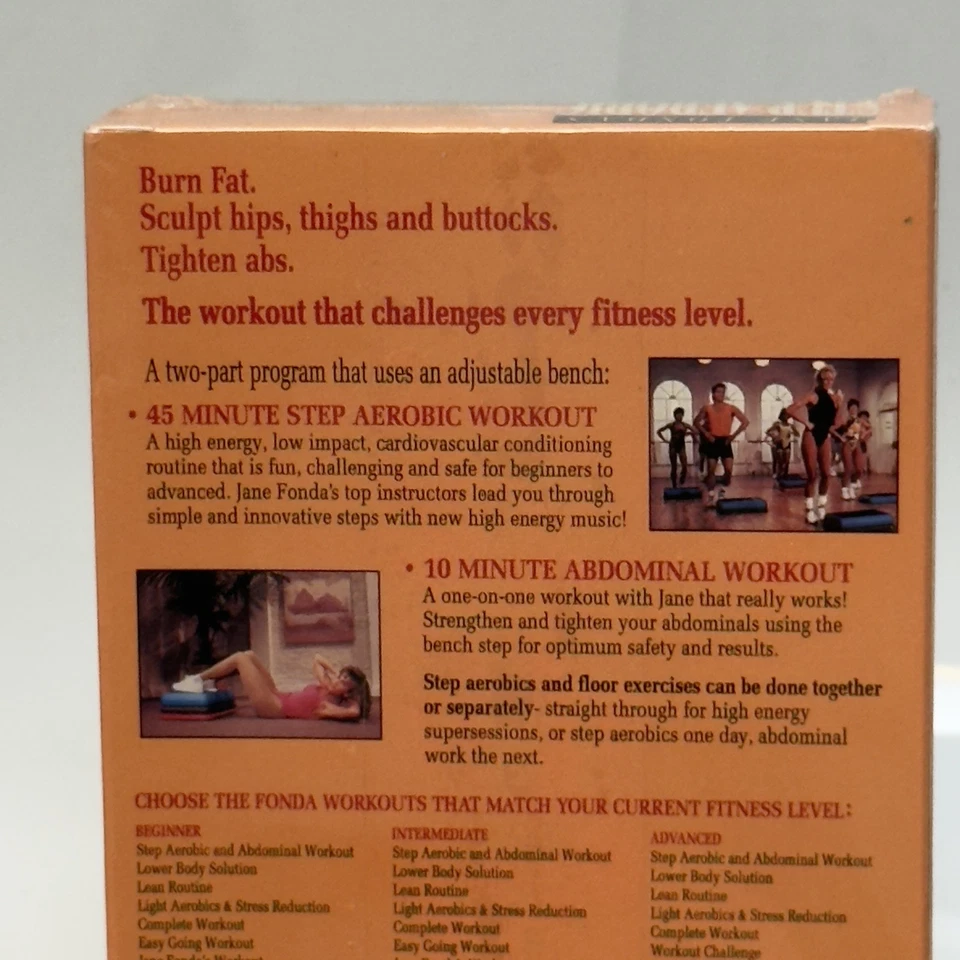 Burn Fat.
Sculpt hips, thighs and buttocks.
Tighten abs.
The workout that challenges every fitness level.
A two-part program that uses an adjustable bench:
• 45 MINUTE STEP AEROBIC WORKOUT
A high energy, low impact, cardiovascular conditioning
routine that is fun, challenging and safe for beginners to
advanced. Jane Fonda's top instructors lead you through
simple and innovative steps with new high energy music!
• 10 MINUTE ABDOMINAL WORKOUT
A one-on-one workout with Jane that really works!
Strengthen and tighten your abdominals using the
bench step for optimum safety and results.
Step aerobics and floor exercises can be done together
or separately- straight through for high energy
supersessions, or step aerobics one day, abdominal
work the next.
CHOOSE THE FONDA WORKOUTS THAT MATCH YOUR CURRENT FITNESS LEVEL:
BEGINNER
Step Aerobic and Abdominal Workout
Lower Body Solution
Lean Routine
Light Aerobics & Stress Reduction
Complete Workout
Easy Going Workout
INTERMEDIATE
Step Aerobic and Abdominal Workout
Lower Body Solution
Lean Routine
Light Aerobics & Stress Reduction
Complete Workout
Easy Going Workout
ADVANCED
Step Aerobic and Abdominal Workout
Lower Body Solution
Lean Routine
Light Aerobics & Stress Reduction
Complete Workout
Workout Challenge